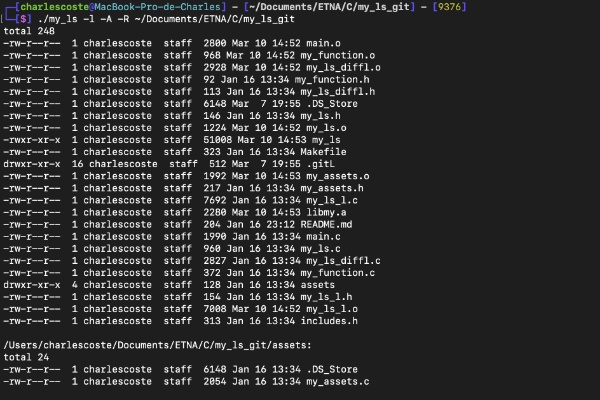 [charlescoste@MacBook-Pro-de-Charles] - [~/Documents/ETNA/C/my_ls_git] - [9376]
[$] ./my_ls -l -A -R ~/Documents/ETNA/C/my_ls_git
total 248
-rw-r--r--  1 charlescoste  staff  2800 Mar 10 14:52 main.o
-rw-r--r--  1 charlescoste  staff  968 Mar 10 14:52 my_function.o
-rw-r--r--  1 charlescoste  staff  2928 Mar 10 14:52 my_ls_diffl.o
-rw-r--r--  1 charlescoste  staff  92 Jan 16 13:34 my_function.h
-rw-r--r--  1 charlescoste  staff  113 Jan 16 13:34 my_ls_diffl.h
-rw-r--r--  1 charlescoste  staff  6148 Mar  7 19:55 .DS_Store
-rw-r--r--  1 charlescoste  staff  146 Jan 16 13:34 my_ls.h
-rw-r--r--  1 charlescoste  staff  1224 Mar 10 14:52 my_ls.o
-rwxr-xr-x  1 charlescoste  staff  51008 Mar 10 14:53 my_ls
-rw-r--r--  1 charlescoste  staff  323 Jan 16 13:34 Makefile
drwxr-xr-x  16 charlescoste  staff  512 Mar  7 19:55 .gitL
-rw-r--r--  1 charlescoste  staff  1992 Mar 10 14:53 my_assets.o
-rw-r--r--  1 charlescoste  staff  217 Jan 16 13:34 my_assets.h
-rw-r--r--  1 charlescoste  staff  7692 Jan 16 13:34 my_ls_l.c
-rw-r--r--  1 charlescoste  staff  2280 Mar 10 14:53 libmy.a
-rw-r--r--  1 charlescoste  staff  204 Jan 16 23:12 README.md
-rw-r--r--  1 charlescoste  staff  1990 Jan 16 13:34 main.c
-rw-r--r--  1 charlescoste  staff  960 Jan 16 13:34 my_ls.c
-rw-r--r--  1 charlescoste  staff  2827 Jan 16 13:34 my_ls_diffl.c
-rw-r--r--  1 charlescoste  staff  372 Jan 16 13:34 my_function.c
drwxr-xr-x  4 charlescoste  staff  128 Jan 16 13:34 assets
-rw-r--r--  1 charlescoste  staff  154 Jan 16 13:34 my_ls_l.h
-rw-r--r--  1 charlescoste  staff  7008 Mar 10 14:52 my_ls_l.o
-rw-r--r--  1 charlescoste  staff  313 Jan 16 13:34 includes.h
/Users/charlescoste/Documents/ETNA/C/my_ls_git/assets:
total 24
-rw-r--r--  1 charlescoste  staff  6148 Jan 16 13:34 .DS_Store
-rw-r--r--  1 charlescoste  staff  2054 Jan 16 13:34 my_assets.c